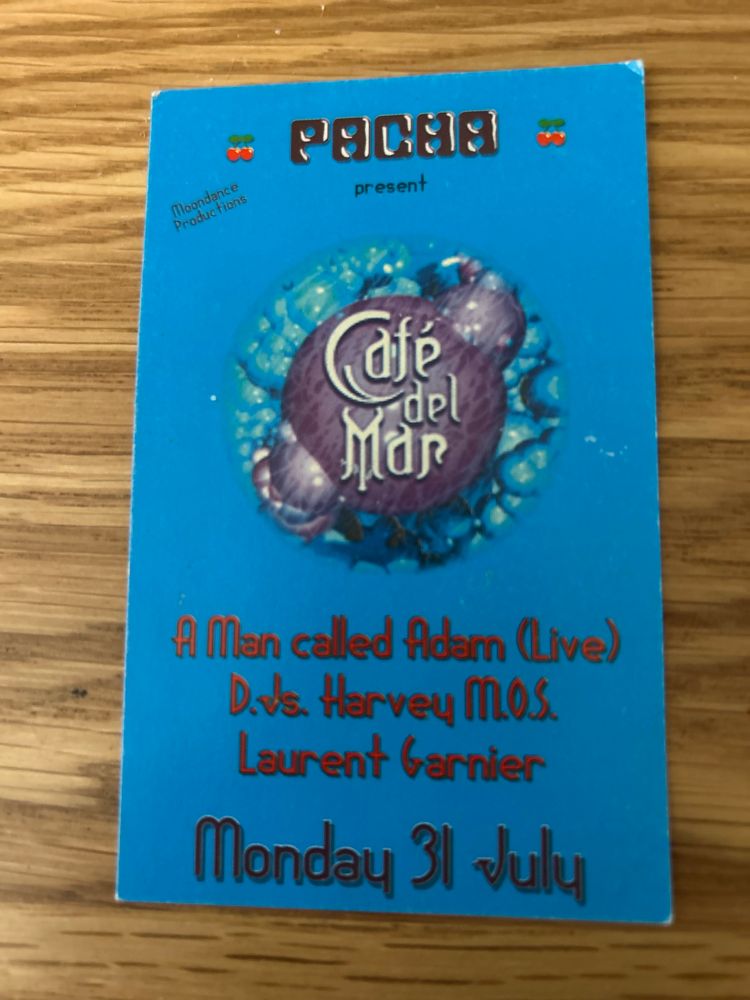 PACHA
present
Moondance
Productions
Café
del
Mar
A Man called Adam (Live)
D.Js. Harvey M.O.S.
Laurent Garnier
Monday 31 July